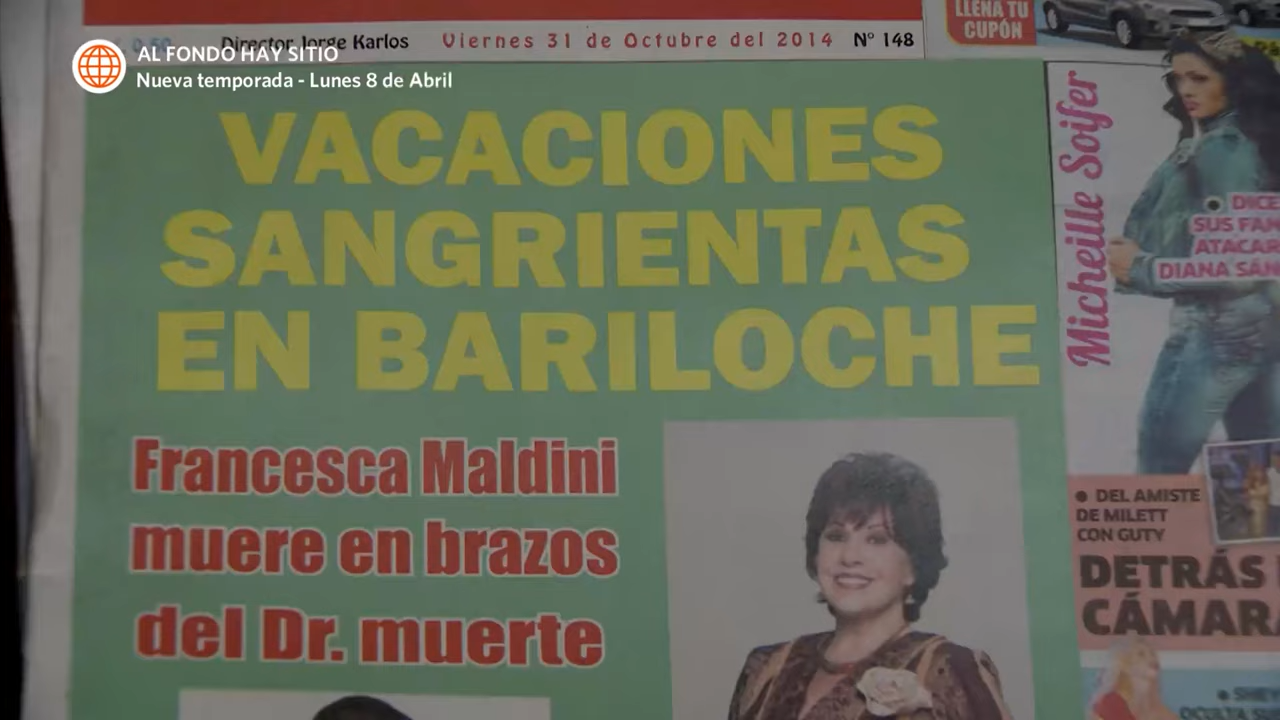 AL FONDO HAY SITIO
Nueva temporada - Lunes 8 de Abril
Director Jorge Karlos
Viernes 31 de Octubre del 2014
N° 148
LLENA TU
CUPÓN
VACACIONES
SANGRIENTAS
EN BARILOCHE
Francesca Maldini
muere en brazos
del Dr. muerte
Micheille Soifer
DICE
SUS FAN
ATACAR
DIANA SÁN
DEL AMISTE
DE MILETT
CON GUTY
DETRÁS
CÁMAR